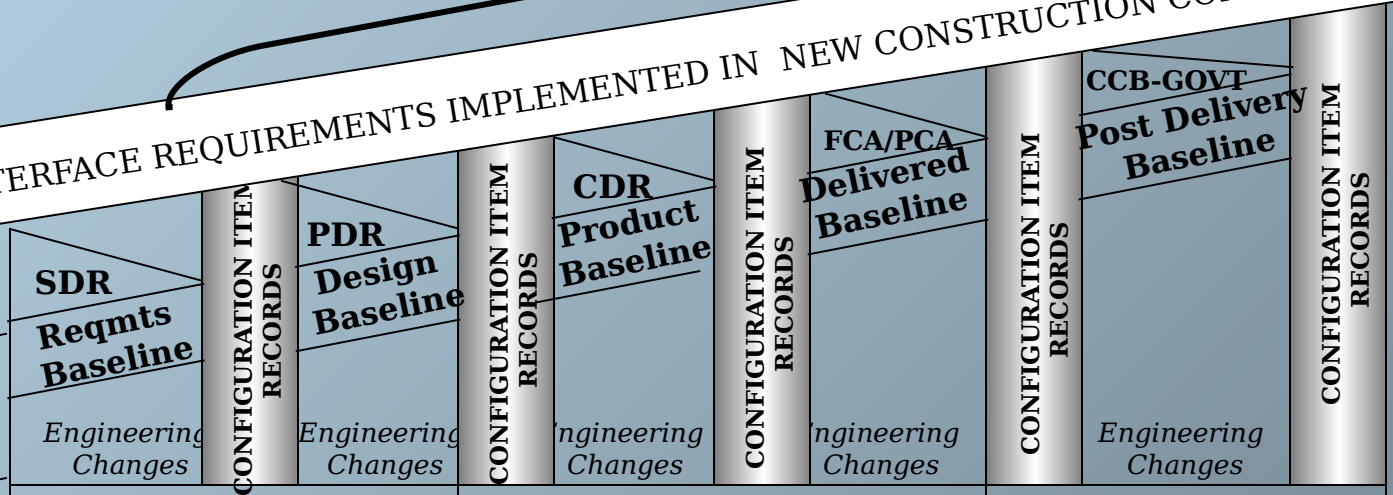 TERFACE REQUIREMENTS IMPLEMENTED IN NEW CONSTRUCTION
SDR
Reqmts
Baseline
Engineering
Changes
CONFIGURATION ITEM
RECORDS
PDR
Design
Baseline
Engineering
Changes
CONFIGURATION ITEM
RECORDS
CDR
Product
Baseline
ngineering
Changes
CONFIGURATION ITEM
RECORDS
FCA/PCA
Delivered
Baseline
ngineering
Changes
CONFIGURATION ITEM
RECORDS
CCB-GOVT
Post Delivery
Baseline
Engineering
Changes
CONFIGURATION ITEM
RECORDS